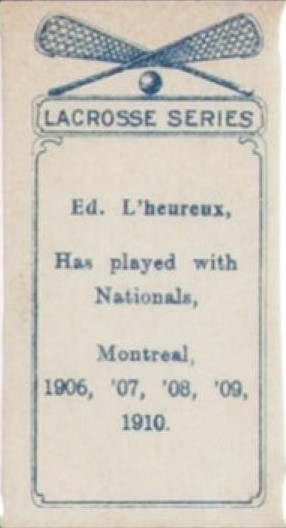 LACROSSE SERIES
Ed. L'heureux,
Has played with
Nationals,
Montreal,
1906, '07, '08, '09,
1910.